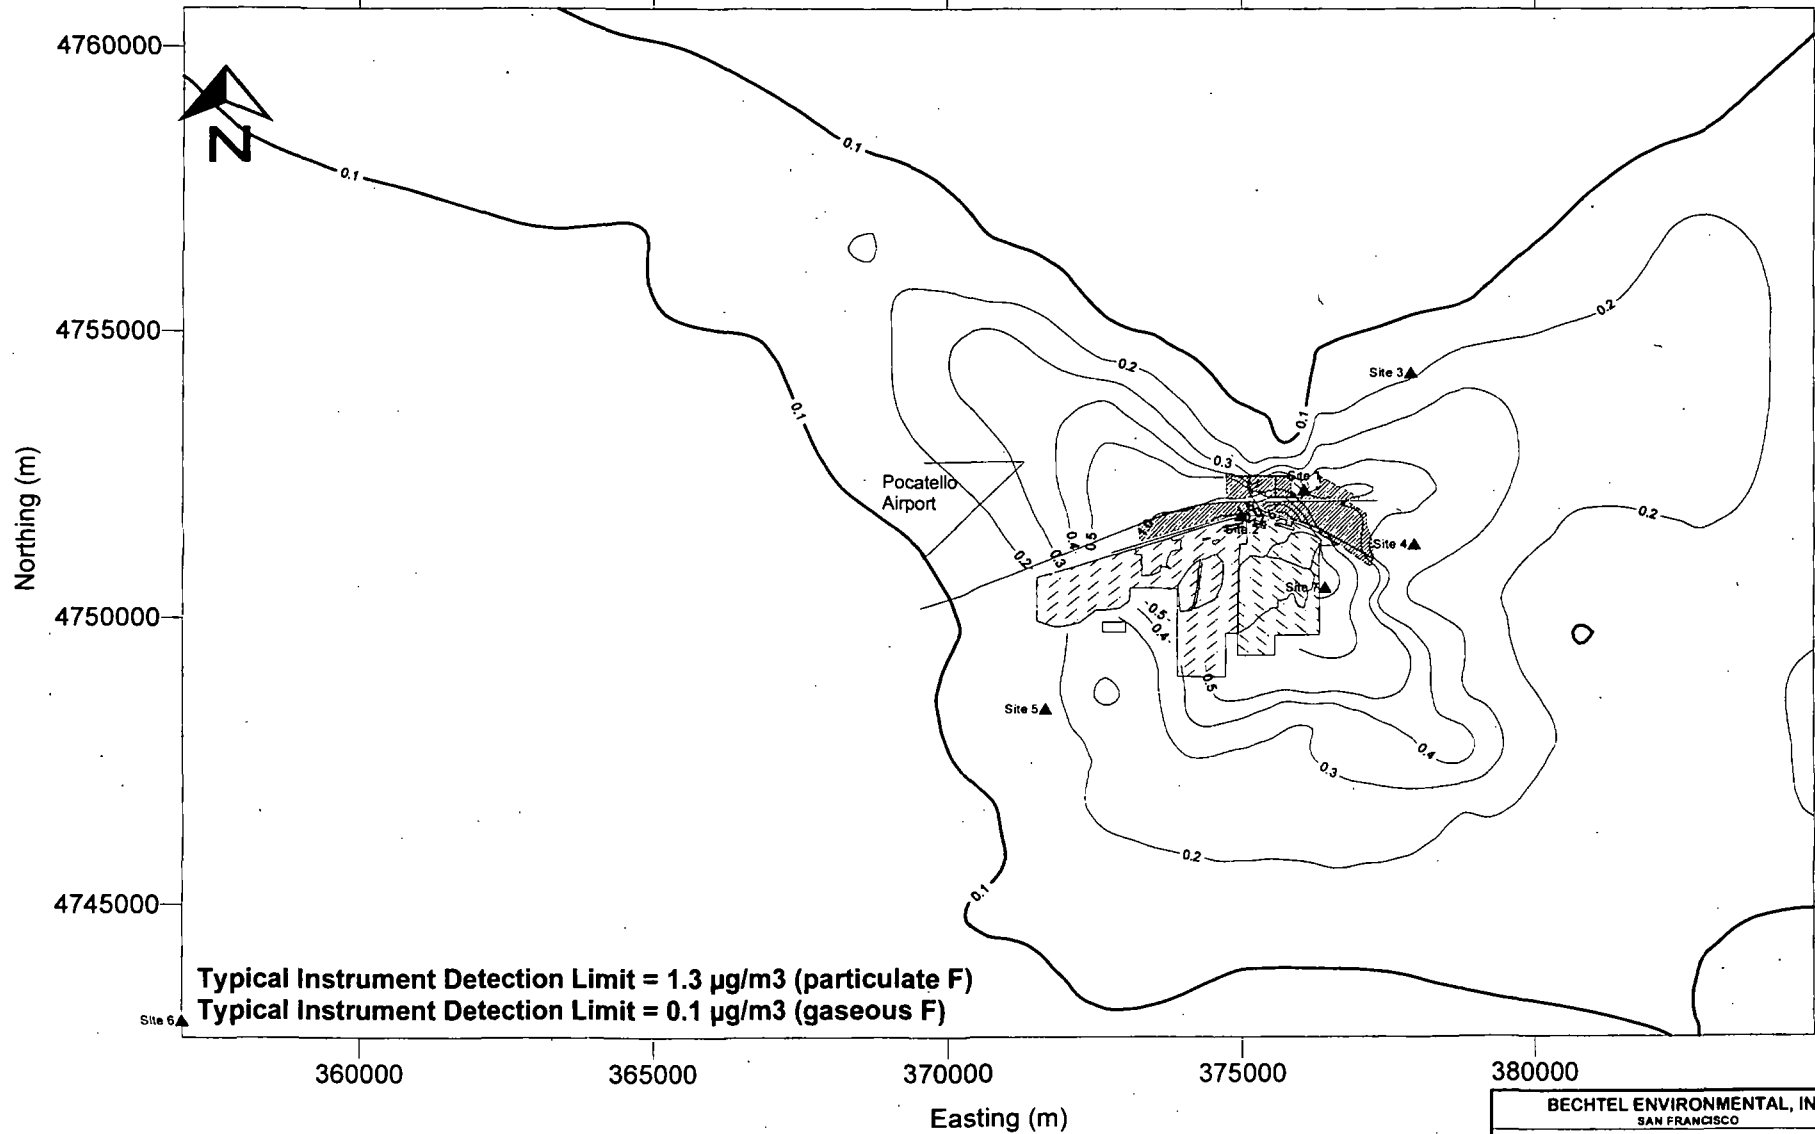 4760000
N
0.1
0.1
4755000
0.2
0.2
0.1
Site 3
0.1
Pocatello
Airport
0.3
Site 1
0.2
Site 2
Site 4
0.4
0.5
0.3
0.2
Northing (m)
4750000
0.5
0.4
Site 7
0.5
Site 5
0.4
0.3
0.2
4745000
0.1
Typical Instrument Detection Limit = 1.3 µg/m3 (particulate F)
Typical Instrument Detection Limit = 0.1 µg/m3 (gaseous F)
Site 6
360000
365000
370000
375000
380000
Easting (m)
BECHTEL ENVIRONMENTAL, IN
SAN FRANCISCO